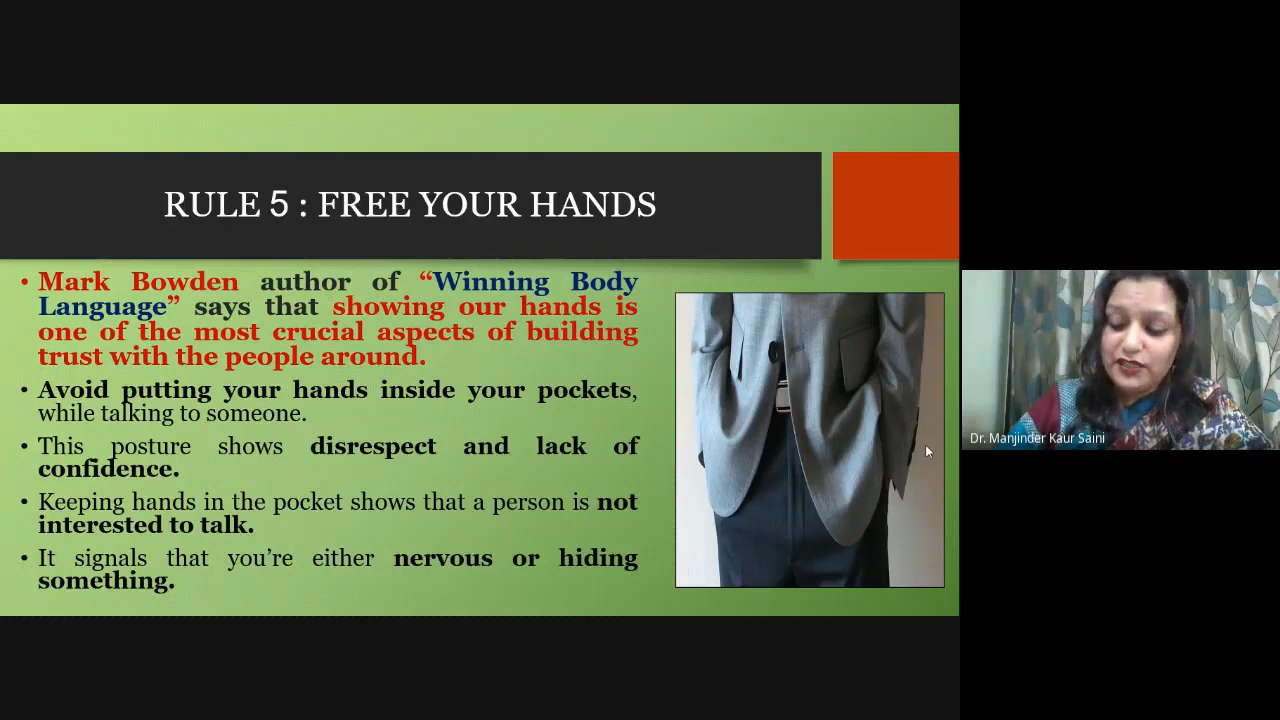 RULE 5 : FREE YOUR HANDS
• Mark Bowden author of “Winning Body
Language” says that showing our hands is
one of the most crucial aspects of building
trust with the people around.
• Avoid putting your hands inside your pockets,
while talking to someone.
• This posture shows disrespect and lack of
confidence.
• Keeping hands in the pocket shows that a person is not
interested to talk.
• It signals that you’re either nervous or hiding
something.
Dr. Manjinder Kaur Saini